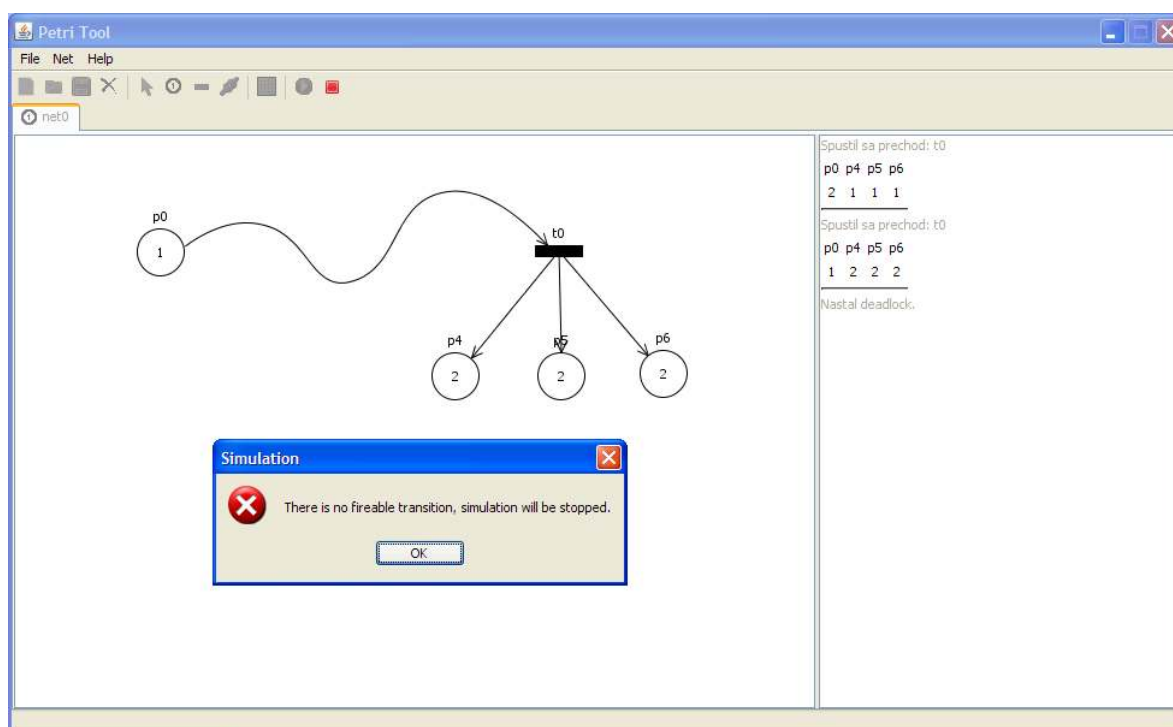 Petri Tool
File Net Help
net0
p0
1
t0
p4
2
p5
2
p6
2
Spustil sa prechod: t0
p0 p4 p5 p6
2 1 1 1
Spustil sa prechod: t0
p0 p4 p5 p6
1 2 2 2
Nastal deadlock.
Simulation
There is no fireable transition, simulation will be stopped.
OK